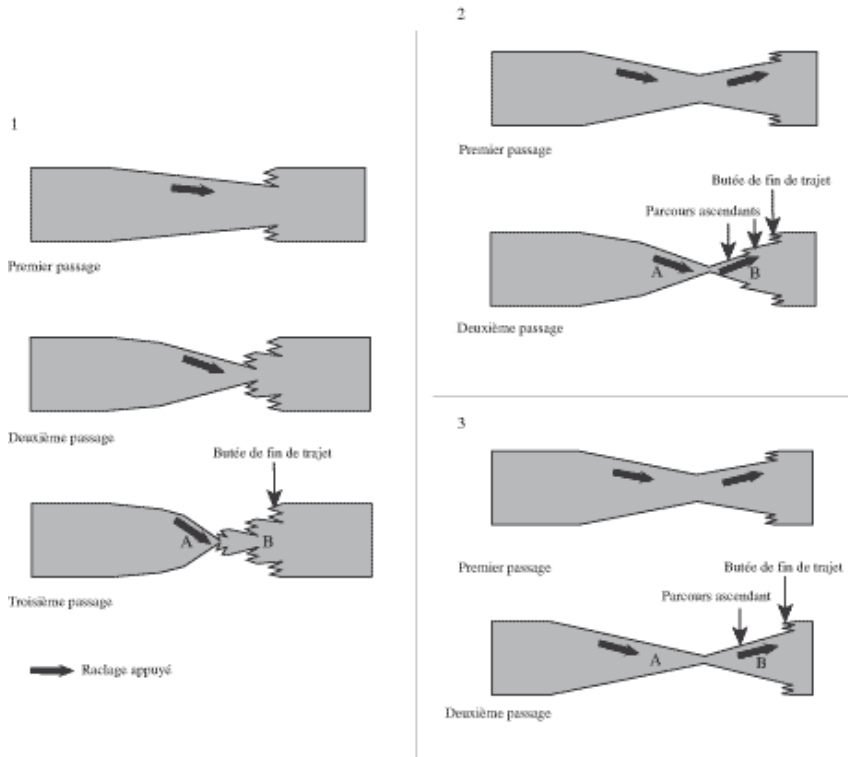 1
Premier passage
Deuxième passage
Butée de fin de trajet
A
B
Troisième passage
Raclage appuyé
2
Premier passage
Butée de fin de trajet
Parcours ascendants
A
B
Deuxième passage
3
Premier passage
Butée de fin de trajet
Parcours ascendant
A
B
Deuxième passage